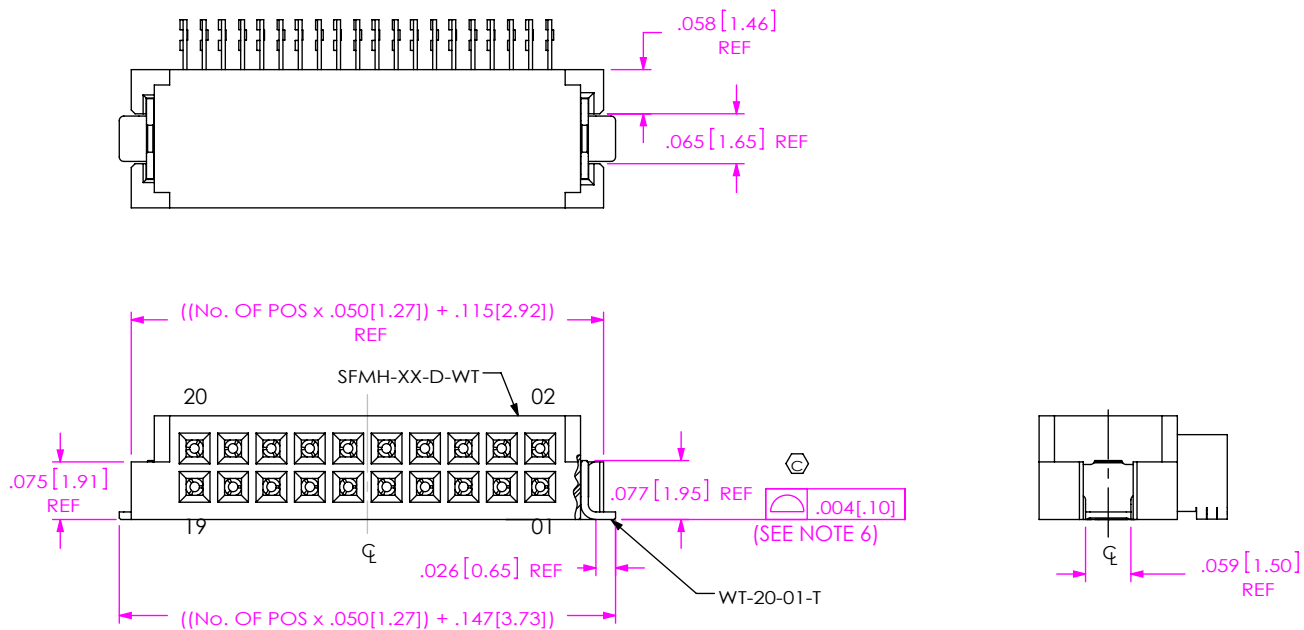 .058[1.46]
REF
.065[1.65] REF
((No. OF POS x .050[1.27]) + .115[2.92])
REF
SFMH-XX-D-WT
20
02
.075[1.91]
REF
.077[1.95] REF
C
.004[.10]
(SEE NOTE 6)
19
01
℄
℄
.059[1.50]
REF
.026[0.65] REF
WT-20-01-T
((No. OF POS x .050[1.27]) + .147[3.73])